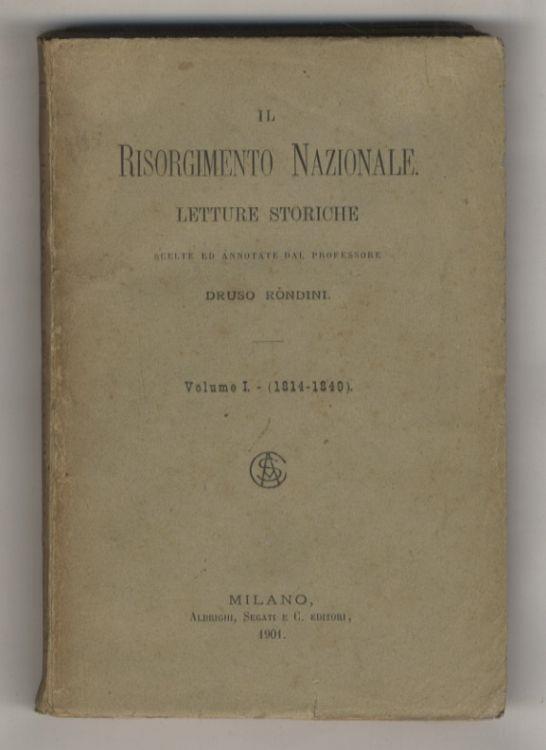 IL
RISORGIMENTO NAZIONALE.
LETTURE STORICHE
SCELTE ED ANNOTATE DAL PROFESSORE
DRUSO RÒNDINI.
Volume I. - (1814-1849).
MILANO,
ALBRIGHI, SEGATI E C. EDITORI,
1901.